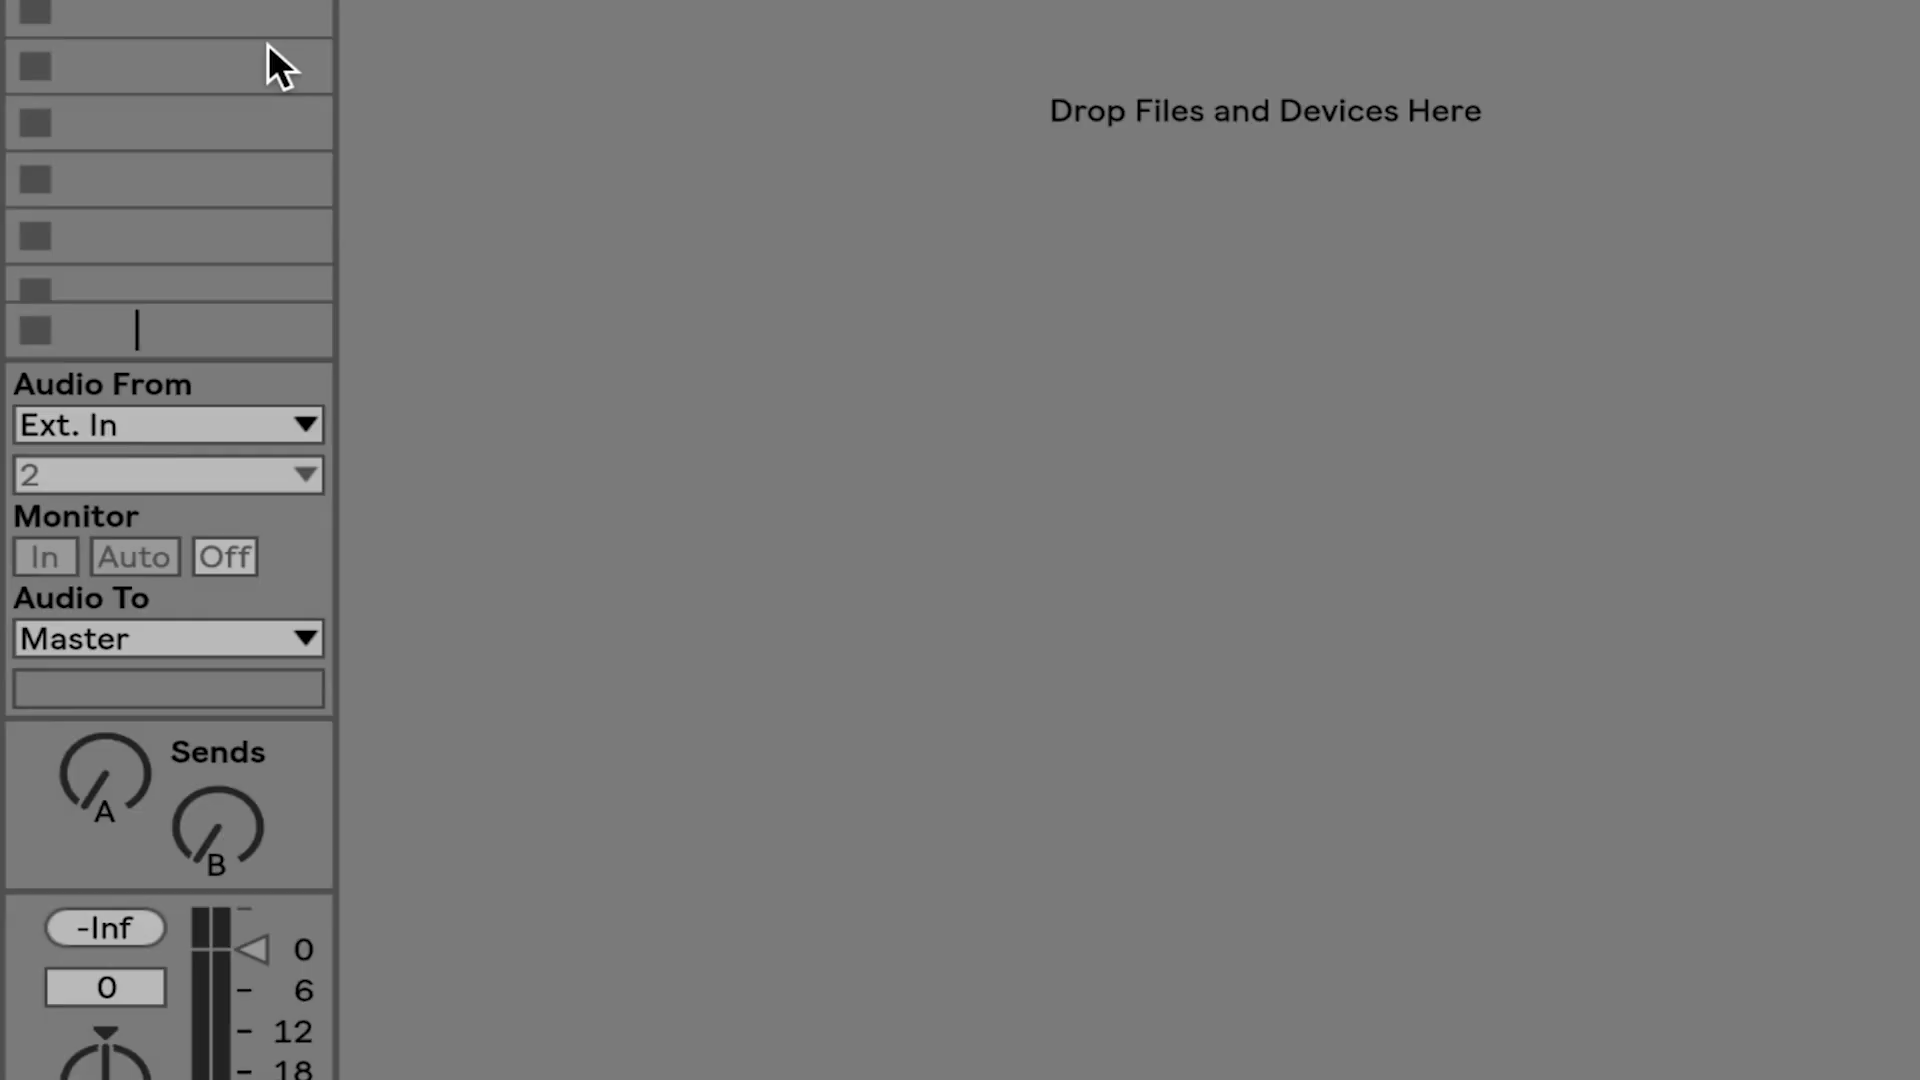 Drop Files and Devices Here
Audio From
Ext. In
2
Monitor
In Auto Off
Audio To
Master
Sends
A
B
-Inf
0
0
6
12
18